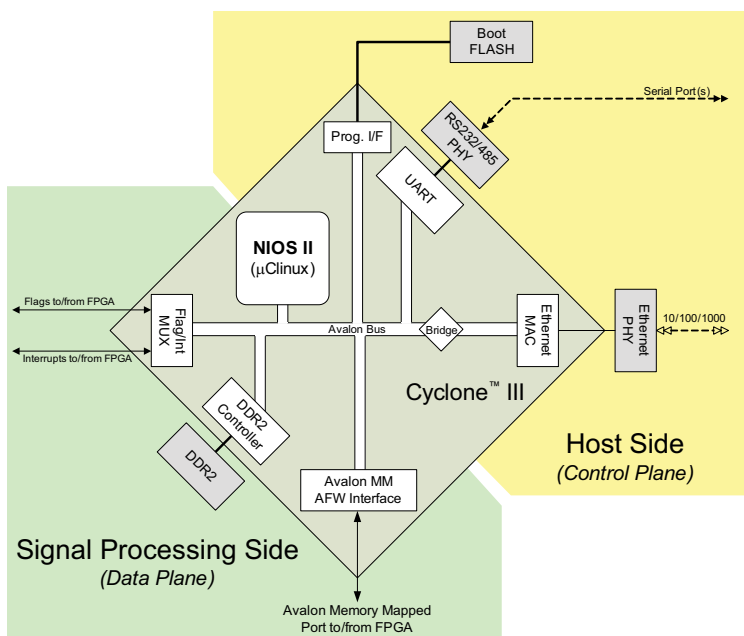 Boot
FLASH
Serial Port(s)
RS232/485
PHY
Prog. I/F
UART
NIOS II
(µClinux)
Flags to/from FPGA
Flag/Int
MUX
Avalon Bus
Bridge
Ethernet
MAC
Ethernet
PHY
10/100/1000
Interrupts to/from FPGA
Cyclone™ III
DDR2
Controller
DDR2
Host Side
(Control Plane)
Avalon MM
AFW Interface
Signal Processing Side
(Data Plane)
Avalon Memory Mapped
Port to/from FPGA